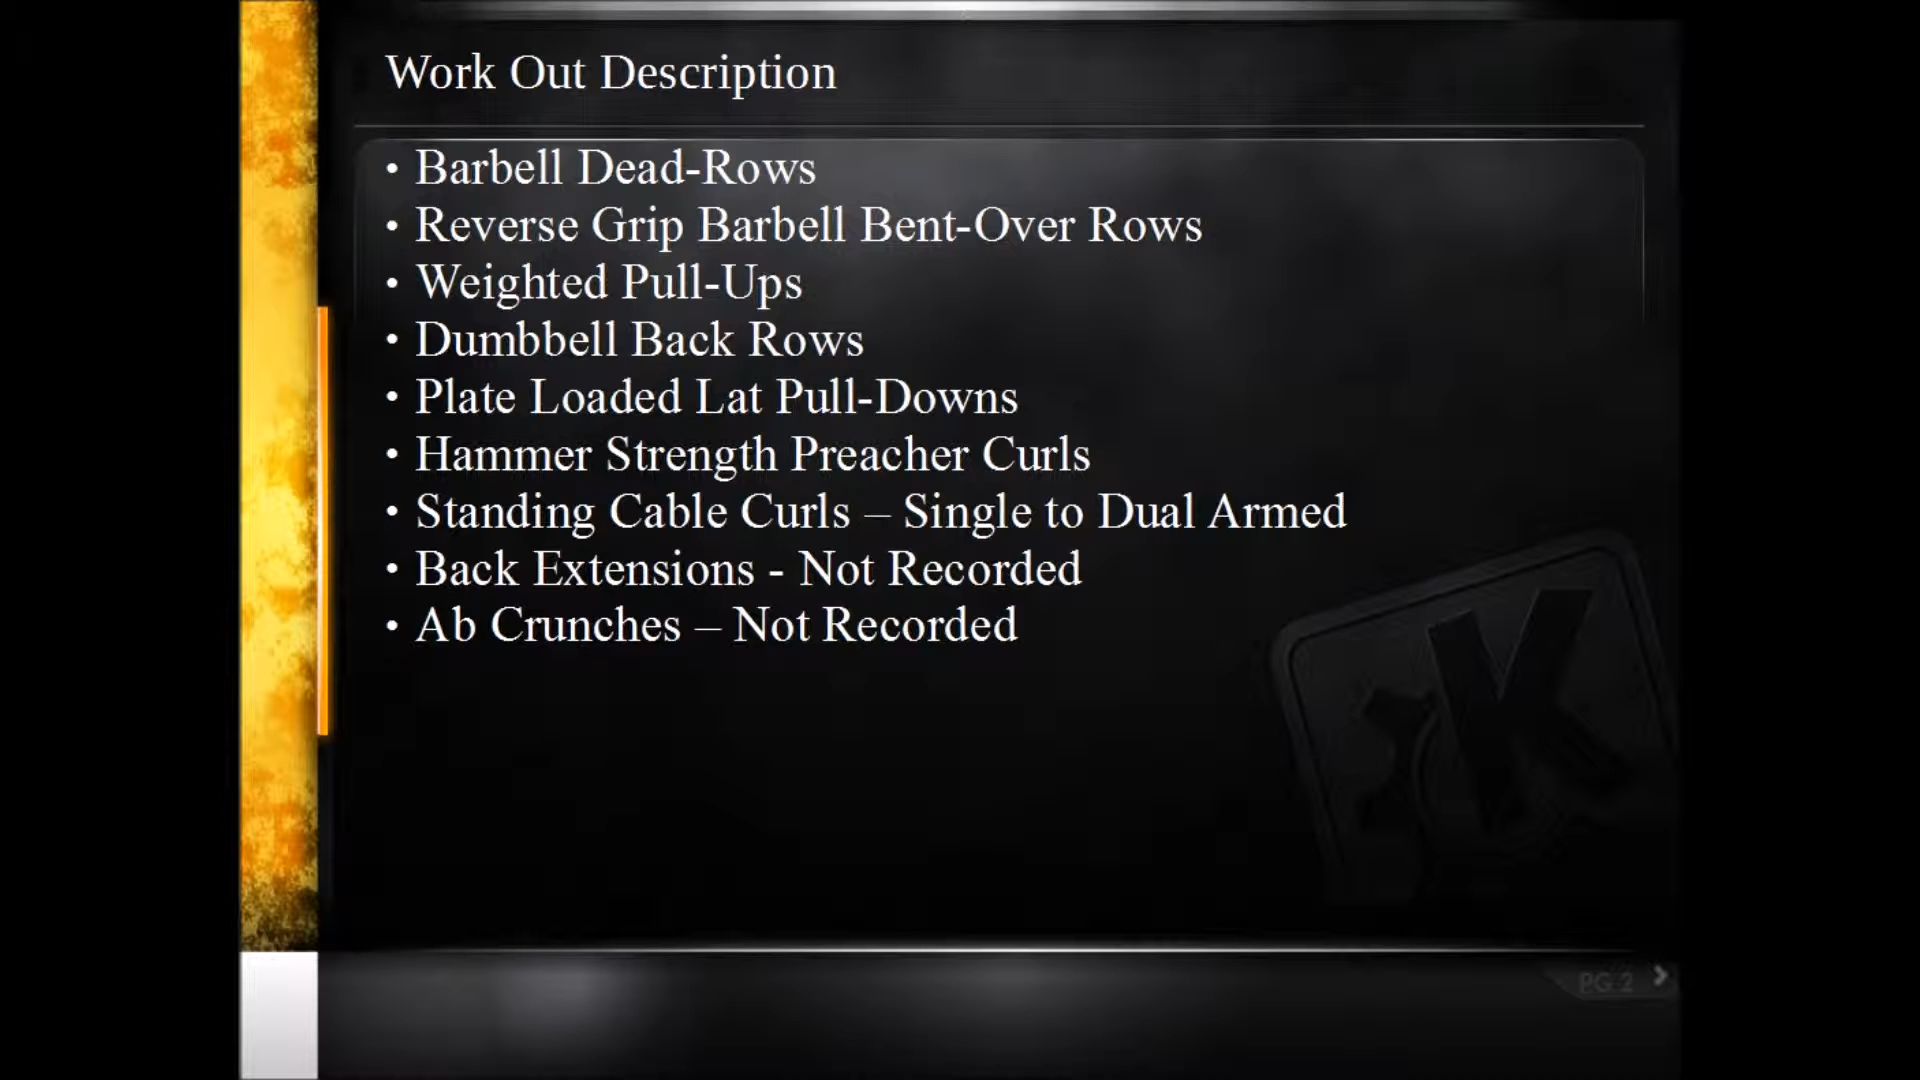 Work Out Description
• Barbell Dead-Rows
• Reverse Grip Barbell Bent-Over Rows
• Weighted Pull-Ups
• Dumbbell Back Rows
• Plate Loaded Lat Pull-Downs
• Hammer Strength Preacher Curls
• Standing Cable Curls – Single to Dual Armed
• Back Extensions - Not Recorded
• Ab Crunches – Not Recorded
K
PG 2